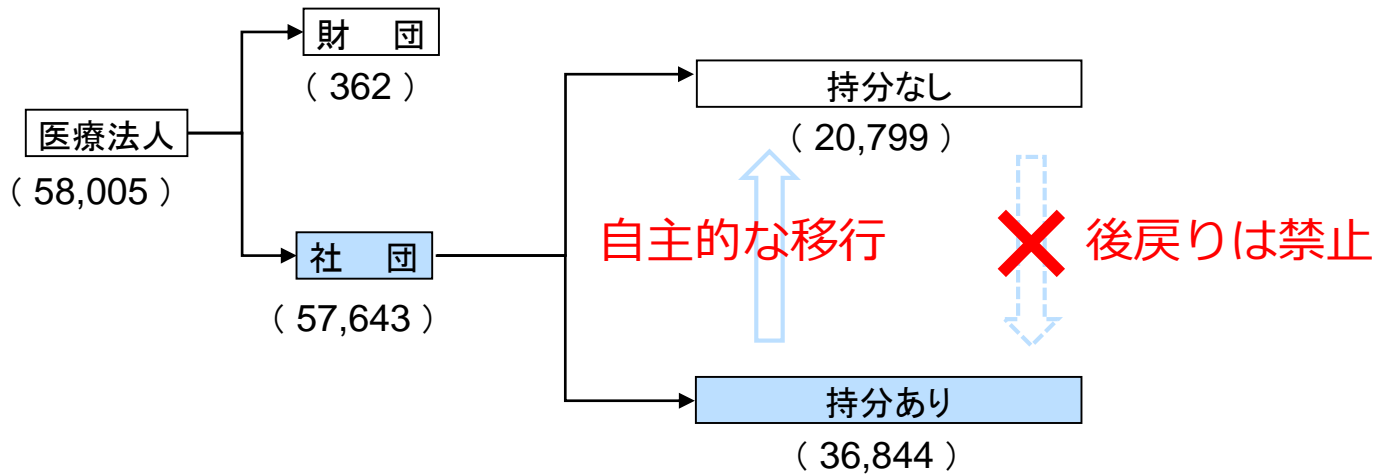 財　団
（ 362 ）
医療法人
（ 58,005 ）
社　団
（ 57,643 ）
持分なし
（ 20,799 ）
自主的な移行
後戻りは禁止
持分あり
（ 36,844 ）